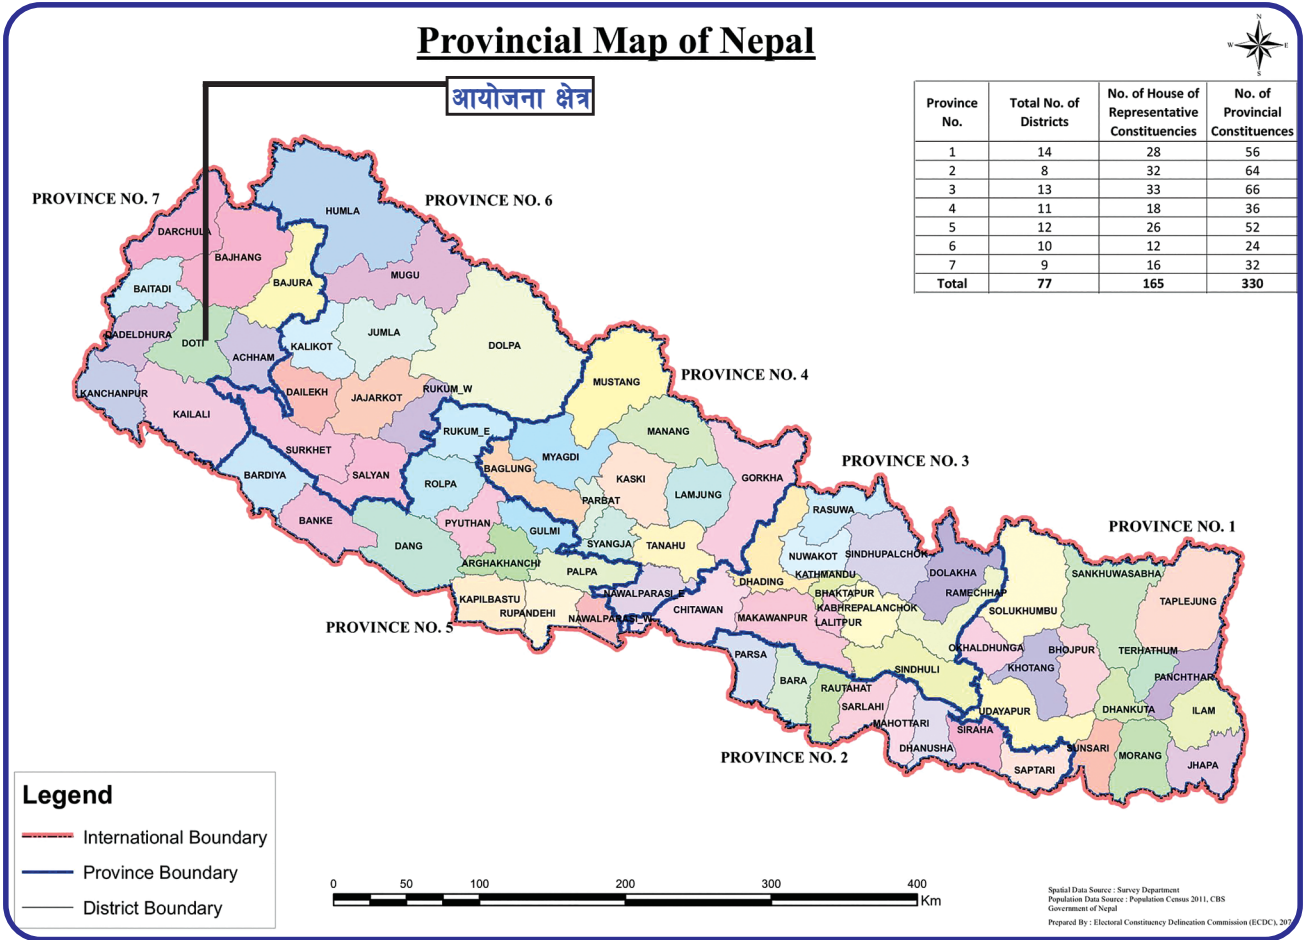 Provincial Map of Nepal
N
W E
S
आयोजना क्षेत्र
Province No. Total No. of Districts No. of House of Representative Constituencies No. of Provincial Constituences
1 14 28 56
2 8 32 64
3 13 33 66
4 11 18 36
5 12 26 52
6 10 12 24
7 9 16 32
Total 77 165 330
PROVINCE NO. 7
PROVINCE NO. 6
HUMLA
DARCHULA
BAJHANG
MUGU
BAJURA
BAITADI
JUMLA
DADELDHURA
DOTI
KALIKOT
DOLPA
ACHHAM
PROVINCE NO. 4
MUSTANG
KANCHANPUR
DAILEKH
JAJARKOT
RUKUM_W
KAILALI
RUKUM_E
MANANG
SURKHET
MYAGDI
PROVINCE NO. 3
BAGLUNG
BARDIYA
SALYAN
ROLPA
KASKI
GORKHA
LAMJUNG
PARBAT
RASUWA
BANKE
PYUTHAN
GULMI
PROVINCE NO. 1
DANG
SYANGJA
TANAHU
NUWAKOT
SINDHUPALCHOK
ARGHAKHANCHI
PALPA
KATHMANDU
DOLAKHA
SANKHUWASABHA
DHADING
NAWALPARASI_E
BHAKTAPUR
RAMECHHAP
KAPILBASTU
RUPANDEHI
CHITAWAN
KABHREPALANCHOK
SOLUKHUMBU
TAPLEJUNG
NAWALPARASI_W
MAKAWANPUR
LALITPUR
PROVINCE NO. 5
OKHALDHUNGA
BHOJPUR
TERHATHUM
PARSA
SINDHULI
KHOTANG
PANCHTHAR
BARA
RAUTAHAT
SARLAHI
UDAYAPUR
DHANKUTA
ILAM
MAHOTTARI
SIRAHA
DHANUSHA
SUNSARI
MORANG
PROVINCE NO. 2
SAPTARI
JHAPA
Legend
International Boundary
Province Boundary
District Boundary
0 50 100 200 300 400
Km
Spatial Data Source : Survey Department
Population Data Source : Population Census 2011, CBS
Government of Nepal
Prepared By : Electoral Constituency Delineation Commission (ECDC), 207